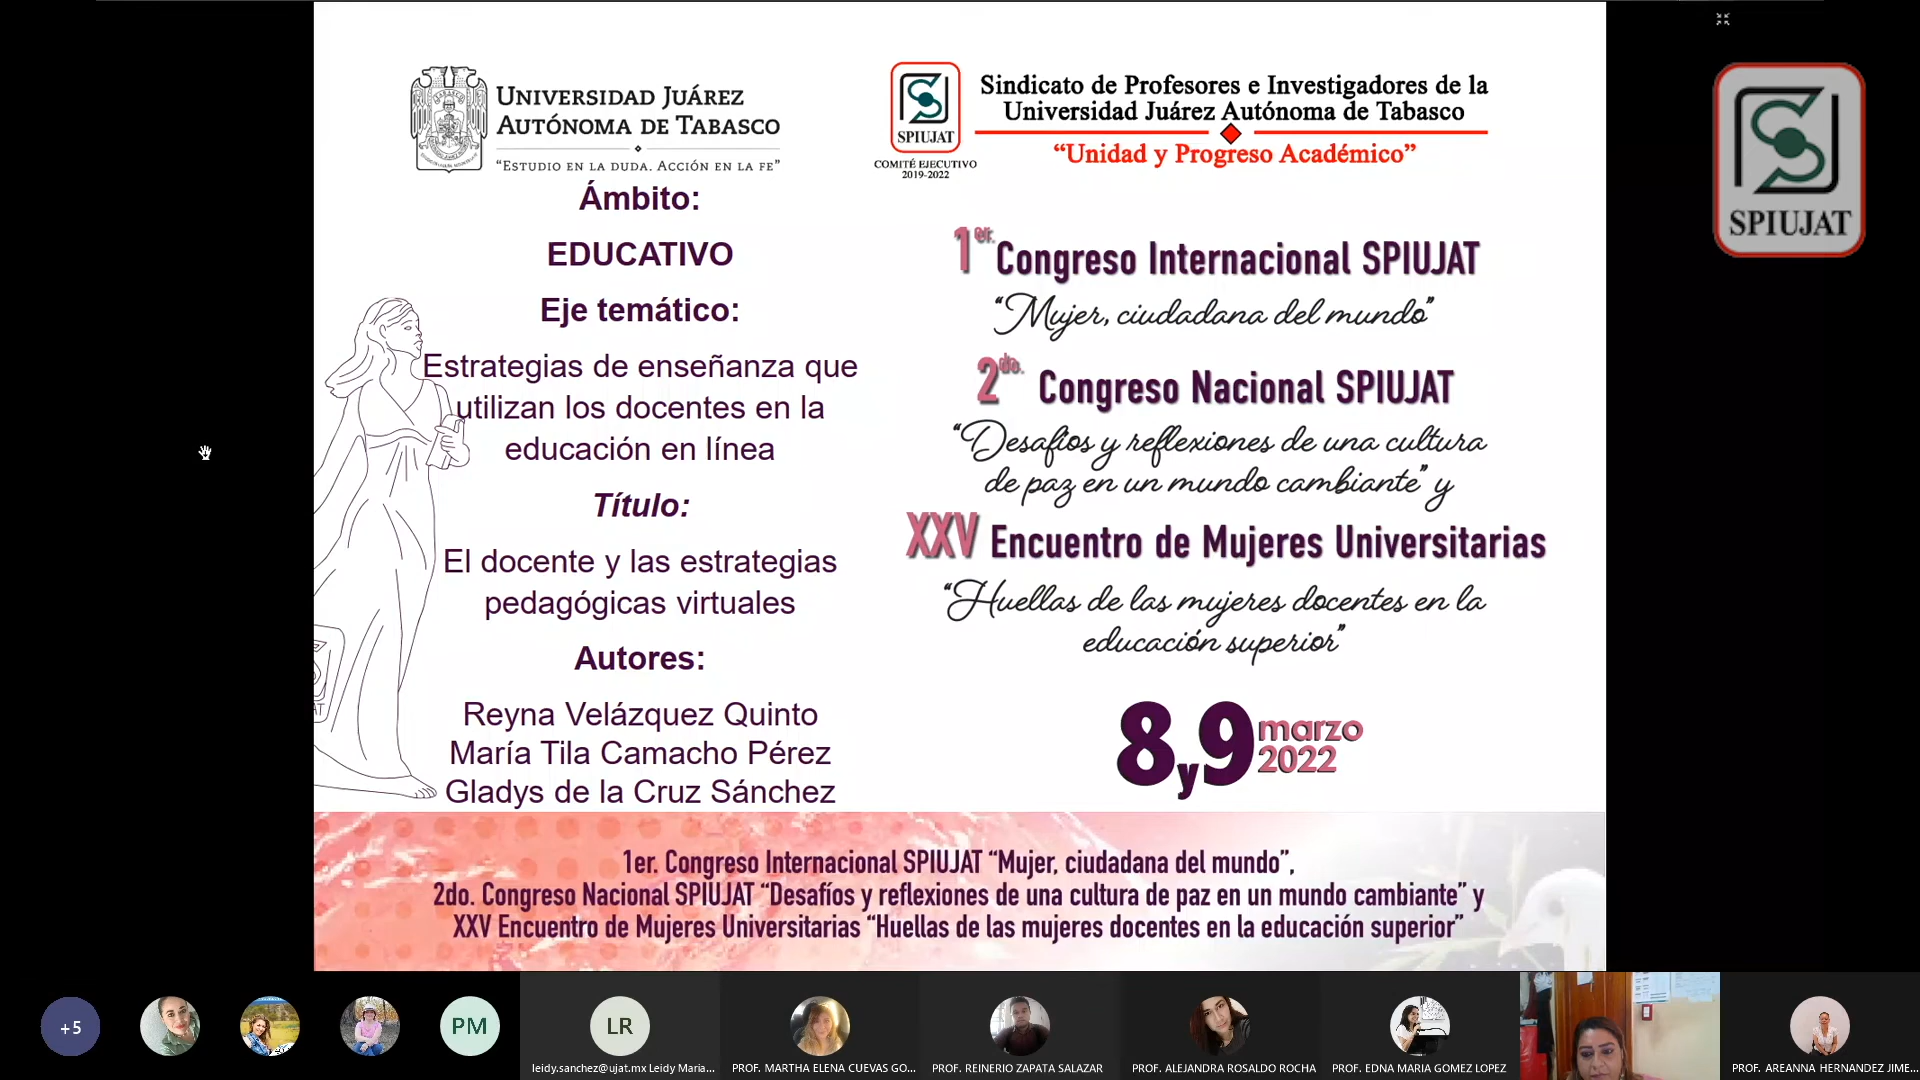 UNIVERSIDAD JUÁREZ
AUTÓNOMA DE TABASCO
“ESTUDIO EN LA DUDA. ACCIÓN EN LA FE”
SPIUJAT
COMITÉ EJECUTIVO
2019-2022
Sindicato de Profesores e Investigadores de la
Universidad Juárez Autónoma de Tabasco
“Unidad y Progreso Académico”
SPIUJAT
Ámbito:
EDUCATIVO
Eje temático:
Estrategias de enseñanza que
utilizan los docentes en la
educación en línea
Título:
El docente y las estrategias
pedagógicas virtuales
Autores:
Reyna Velázquez Quinto
María Tila Camacho Pérez
Gladys de la Cruz Sánchez
1er. Congreso Internacional SPIUJAT
“Mujer, ciudadana del mundo”
2do. Congreso Nacional SPIUJAT
“Desafíos y reflexiones de una cultura
de paz en un mundo cambiante” y
XXV Encuentro de Mujeres Universitarias
“Huellas de las mujeres docentes en la
educación superior”
8 y 9 marzo
2022
1er. Congreso Internacional SPIUJAT “Mujer, ciudadana del mundo”,
2do. Congreso Nacional SPIUJAT “Desafíos y reflexiones de una cultura de paz en un mundo cambiante” y
XXV Encuentro de Mujeres Universitarias “Huellas de las mujeres docentes en la educación superior”
+5
PM
LR
leidy.sanchez@ujat.mx Leidy Maria...
PROF. MARTHA ELENA CUEVAS GO...
PROF. REINERIO ZAPATA SALAZAR
PROF. ALEJANDRA ROSALDO ROCHA
PROF. EDNA MARIA GOMEZ LOPEZ
PROF. AREANNA HERNANDEZ JIME...